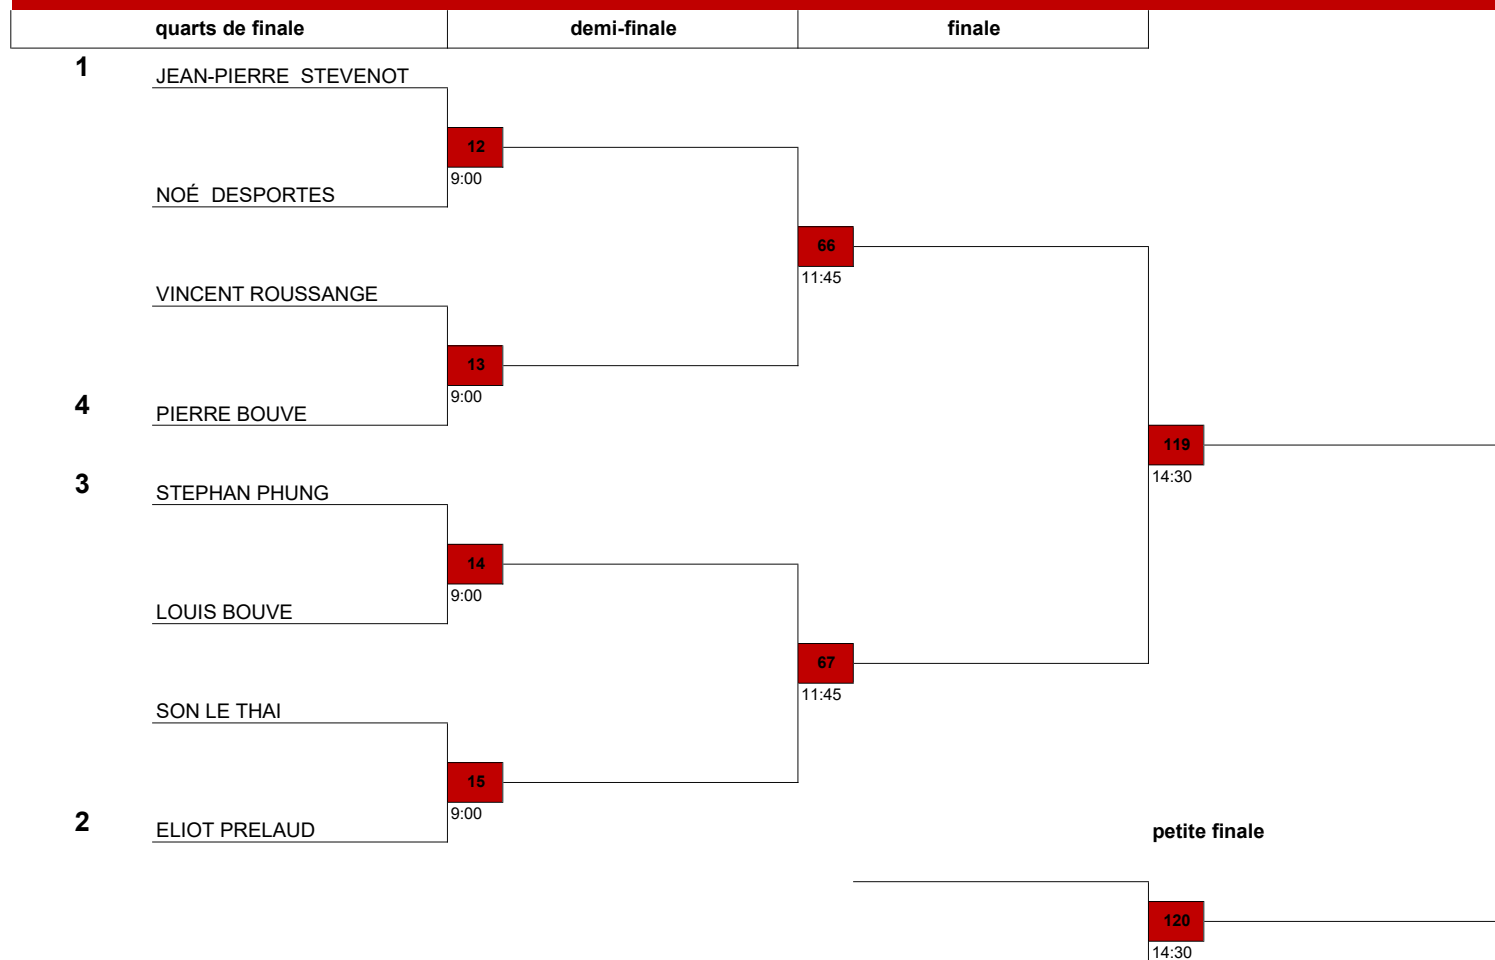 quarts de finale demi-finale finale
1
JEAN-PIERRE  STEVENOT
12
9:00
NOÉ  DESPORTES
66
11:45
VINCENT ROUSSANGE
13
9:00
4
PIERRE BOUVE
119
14:30
3
STEPHAN PHUNG
14
9:00
LOUIS BOUVE
67
11:45
SON LE THAI
15
9:00
2
ELIOT PRELAUD
petite finale
120
14:30